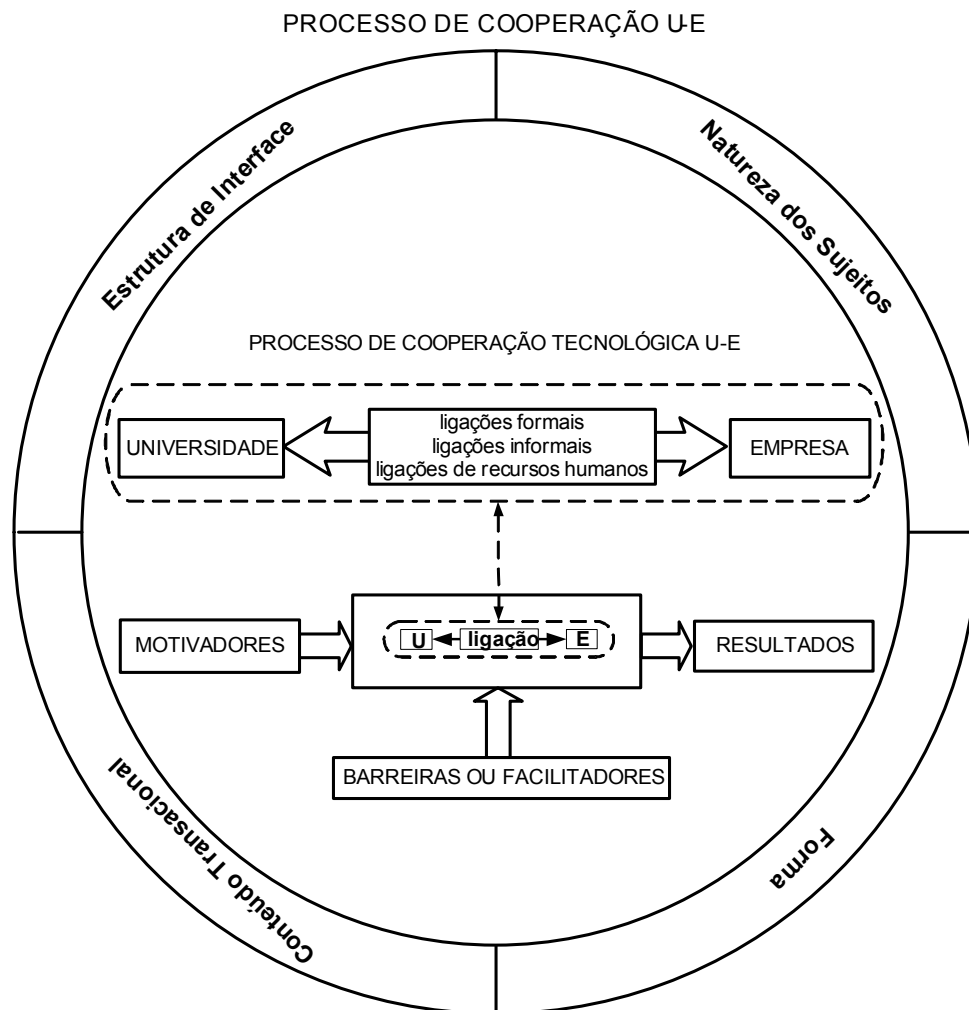 PROCESSO DE COOPERAÇÃO U-E
Estrutura de Interface
Natureza dos Sujeitos
PROCESSO DE COOPERAÇÃO TECNOLÓGICA U-E
UNIVERSIDADE
ligações formais
ligações informais
ligações de recursos humanos
EMPRESA
MOTIVADORES
U
ligação
E
RESULTADOS
BARREIRAS OU FACILITADORES
Conteúdo Transacional
Forma